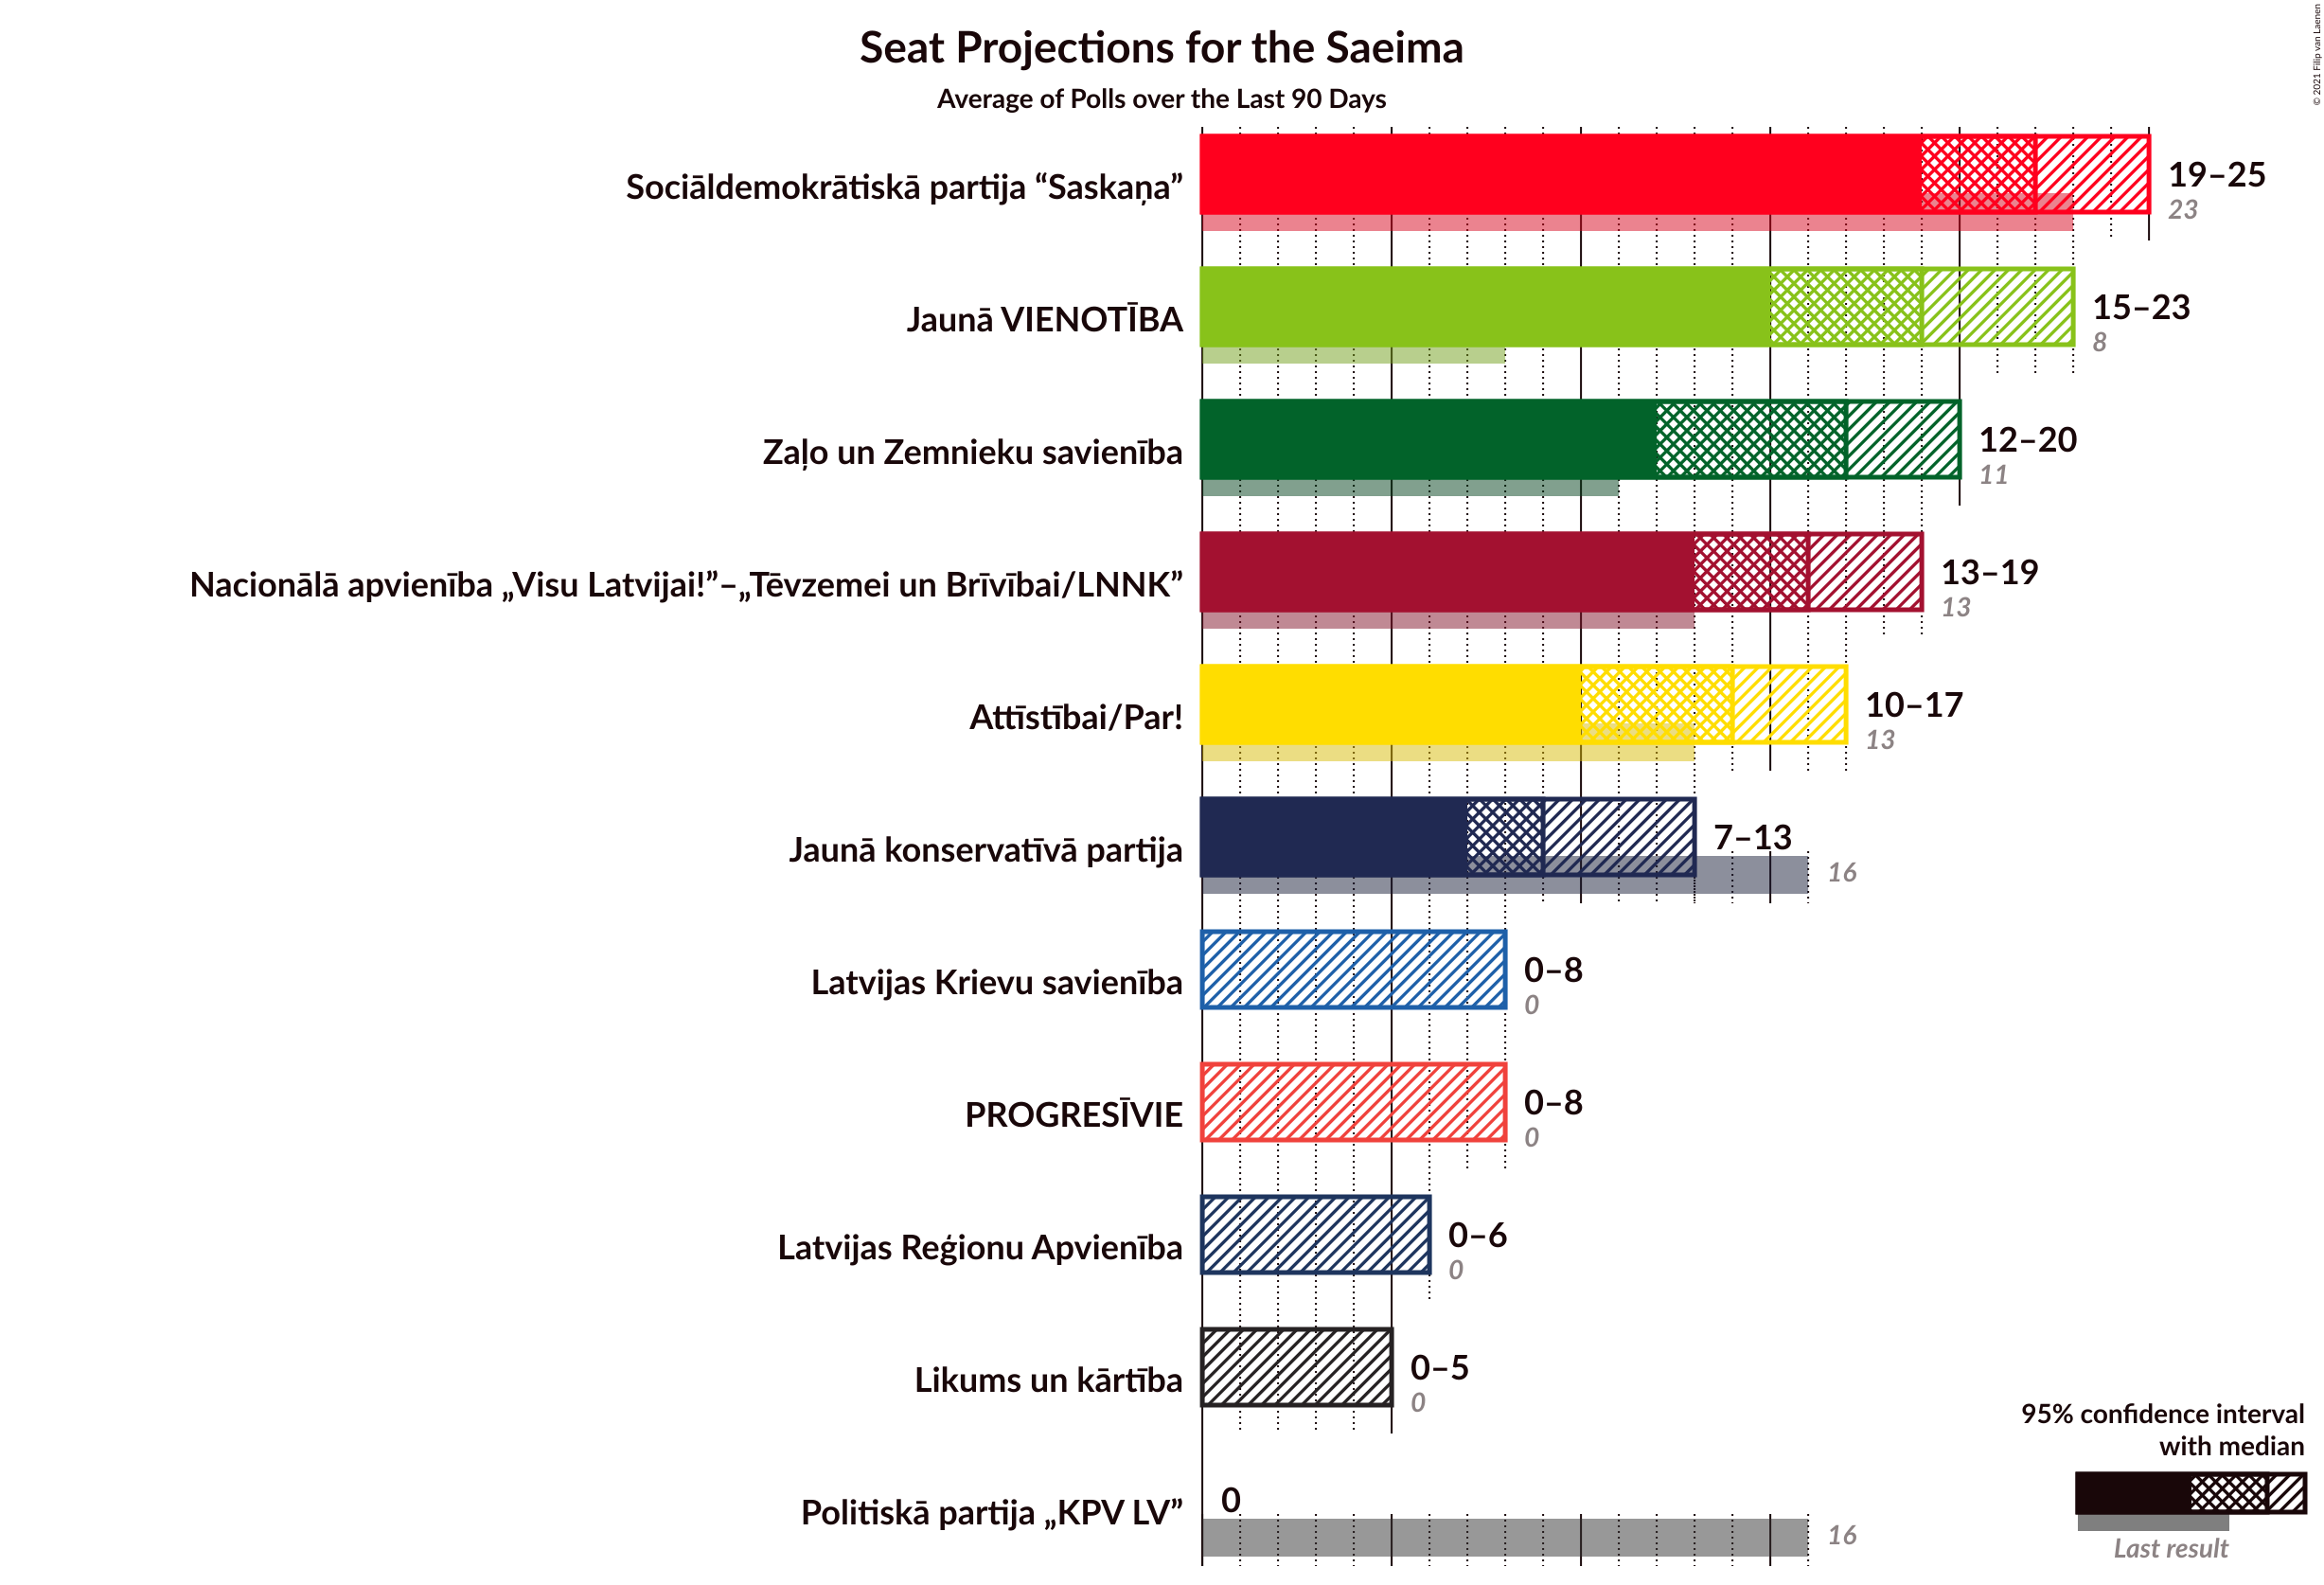 Seat Projections for the Saeima
Average of Polls over the Last 90 Days
© 2021 Filip van Laenen
Sociāldemokrātiskā partija “Saskaņa”
19–25
23
Jaunā VIENOTĪBA
15–23
8
Zaļo un Zemnieku savienība
12–20
11
Nacionālā apvienība „Visu Latvijai!”–„Tēvzemei un Brīvībai/LNNK”
13–19
13
Attīstībai/Par!
10–17
13
Jaunā konservatīvā partija
7–13
16
Latvijas Krievu savienība
0–8
0
PROGRESĪVIE
0–8
0
Latvijas Reģionu Apvienība
0–6
0
Likums un kārtība
0–5
0
Politiskā partija „KPV LV”
0
16
95% confidence interval
with median
Last result